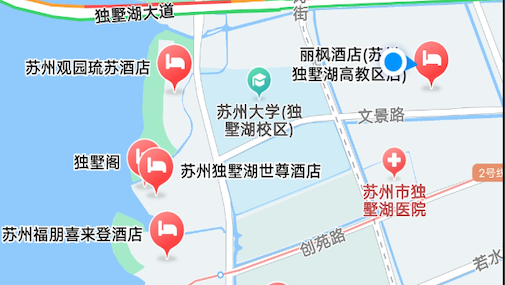 独墅湖大道
民街
丽枫酒店(苏州
独墅湖高教区店)
苏州观园琉苏酒店
苏州大学(独
墅湖校区)
文景路
独墅阁
苏州独墅湖世尊酒店
2号线
苏州市独
墅湖医院
苏州福朋喜来登酒店
创苑路
若水